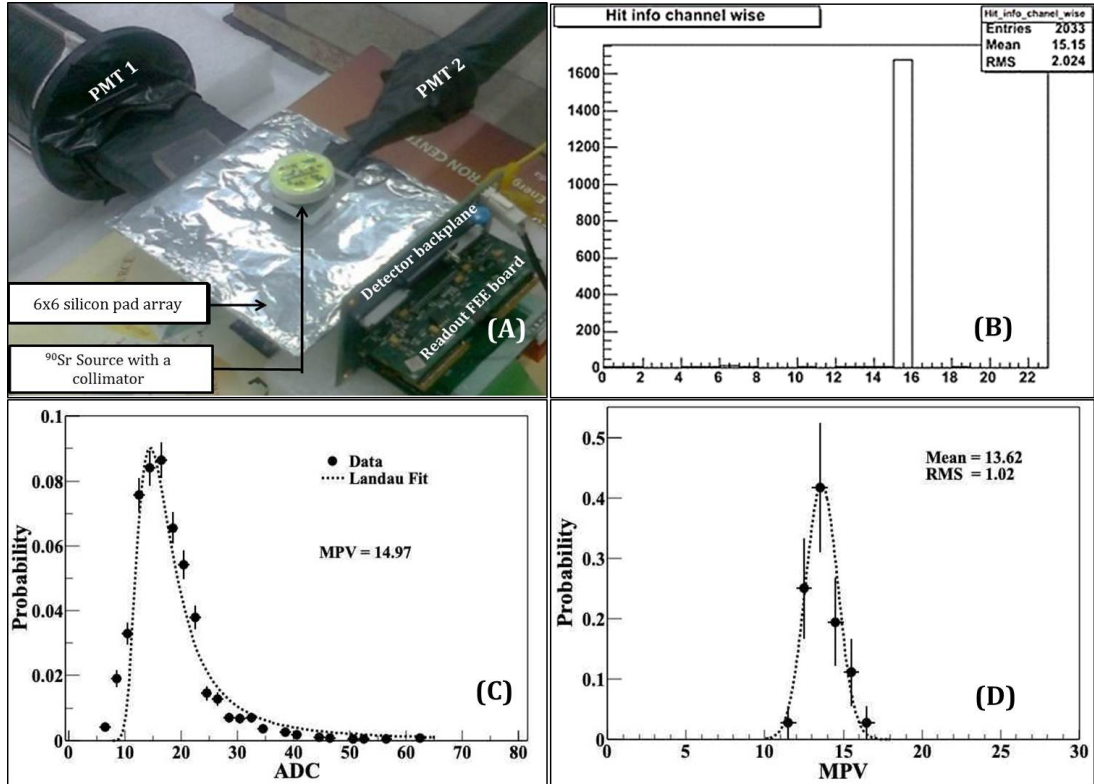 PMT 1
PMT 2
TRON CENT
Energ
Detector backplane
Readout FEE board
6x6 silicon pad array
⁹⁰Sr Source with a
collimator
(A)
Hit info channel wise
Hit_info_chanel_wise
Entries 2033
Mean 15.15
RMS 2.024
1600
1400
1200
1000
800
600
400
200
0
0 2 4 6 8 10 12 14 16 18 20 22
(B)
0.1
0.08
0.06
0.04
0.02
0
Probability
Data
Landau Fit
MPV = 14.97
(C)
0 10 20 30 40 50 60 70 80
ADC
0.5
0.4
0.3
0.2
0.1
0
Probability
Mean = 13.62
RMS = 1.02
(D)
0 5 10 15 20 25 30
MPV